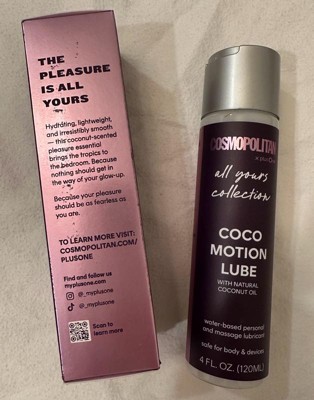 THE
PLEASURE
IS ALL
YOURS
Hydrating, lightweight,
and irresistibly smooth
— this coconut-scented
pleasure essential
brings the tropics to
the bedroom. Because
nothing should get in
the way of your glow-up.
Because your pleasure
should be as fearless as
you are.
TO LEARN MORE VISIT:
COSMOPOLITAN.COM/
PLUSONE
Find and follow us
myplusone.com
@_myplusone
@_myplusone
Scan to
learn more
COSMOPOLITAN
all yours
collection
COCO
MOTION
LUBE
WITH NATURAL
COCONUT OIL
water-based personal
and massage lubricant
safe for body & devices
4 FL. OZ. (120ML)